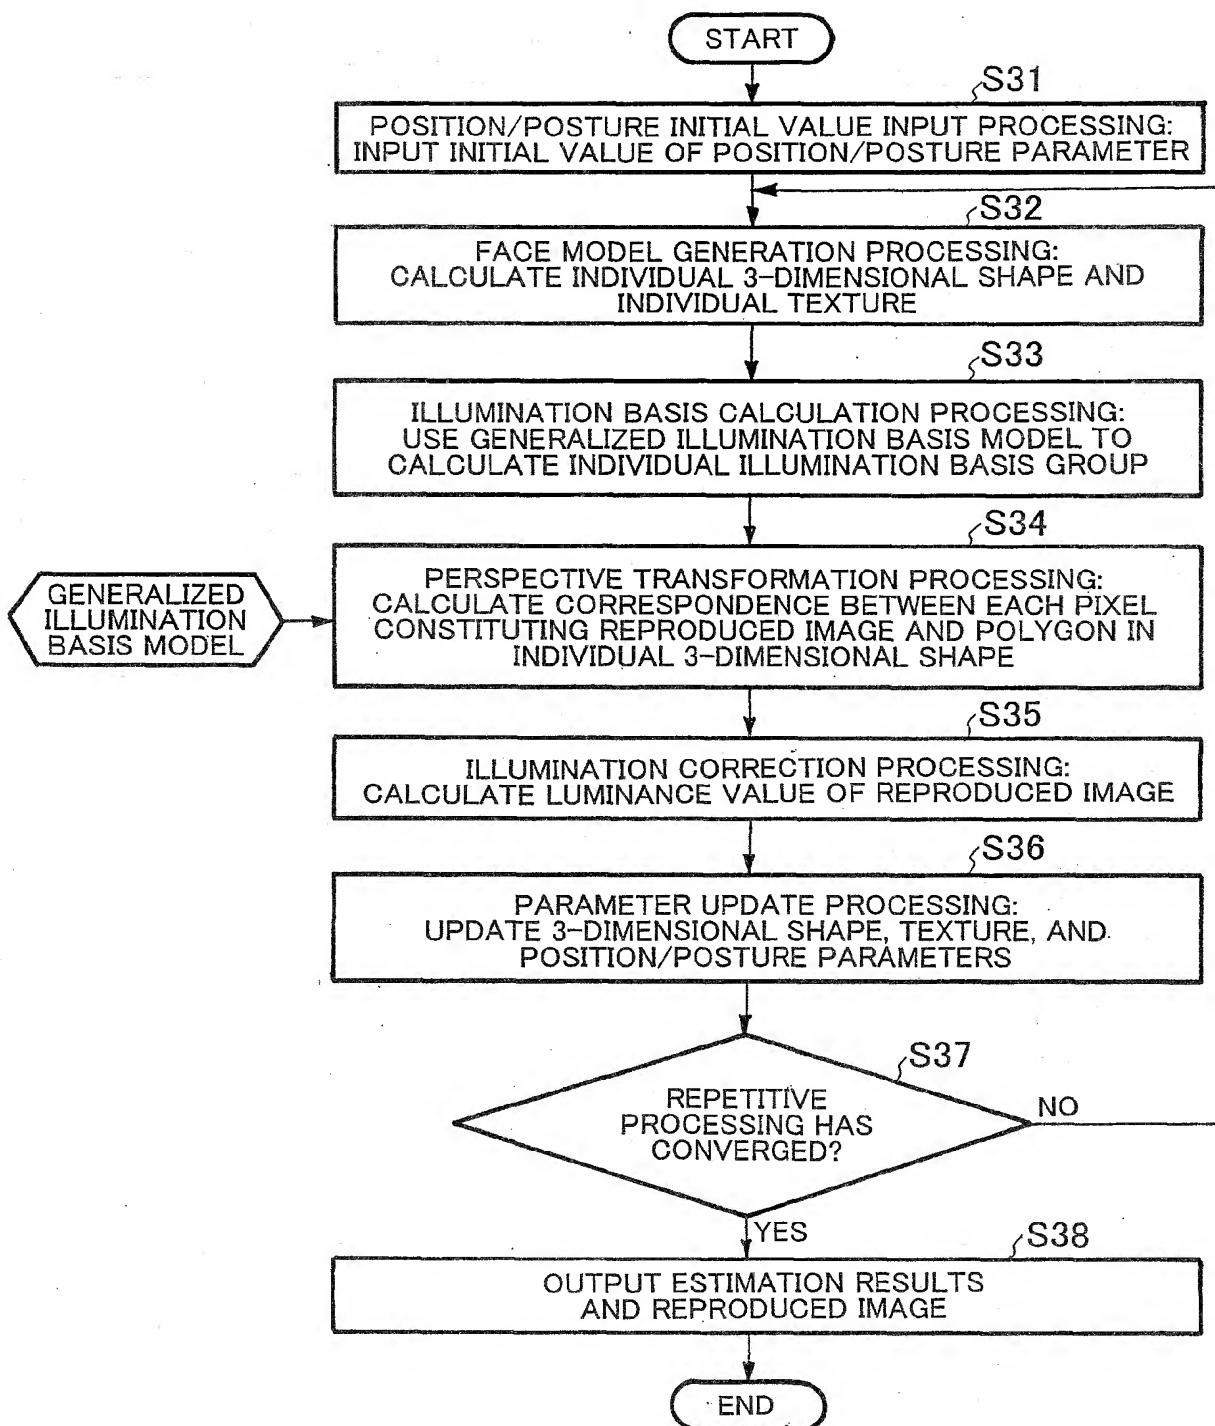 START
S31
POSITION/POSTURE INITIAL VALUE INPUT PROCESSING:
INPUT INITIAL VALUE OF POSITION/POSTURE PARAMETER
S32
FACE MODEL GENERATION PROCESSING:
CALCULATE INDIVIDUAL 3-DIMENSIONAL SHAPE AND
INDIVIDUAL TEXTURE
S33
ILLUMINATION BASIS CALCULATION PROCESSING:
USE GENERALIZED ILLUMINATION BASIS MODEL TO
CALCULATE INDIVIDUAL ILLUMINATION BASIS GROUP
S34
GENERALIZED
ILLUMINATION
BASIS MODEL
PERSPECTIVE TRANSFORMATION PROCESSING:
CALCULATE CORRESPONDENCE BETWEEN EACH PIXEL
CONSTITUTING REPRODUCED IMAGE AND POLYGON IN
INDIVIDUAL 3-DIMENSIONAL SHAPE
S35
ILLUMINATION CORRECTION PROCESSING:
CALCULATE LUMINANCE VALUE OF REPRODUCED IMAGE
S36
PARAMETER UPDATE PROCESSING:
UPDATE 3-DIMENSIONAL SHAPE, TEXTURE, AND
POSITION/POSTURE PARAMETERS
S37
REPETITIVE
PROCESSING HAS
CONVERGED?
NO
YES
S38
OUTPUT ESTIMATION RESULTS
AND REPRODUCED IMAGE
END